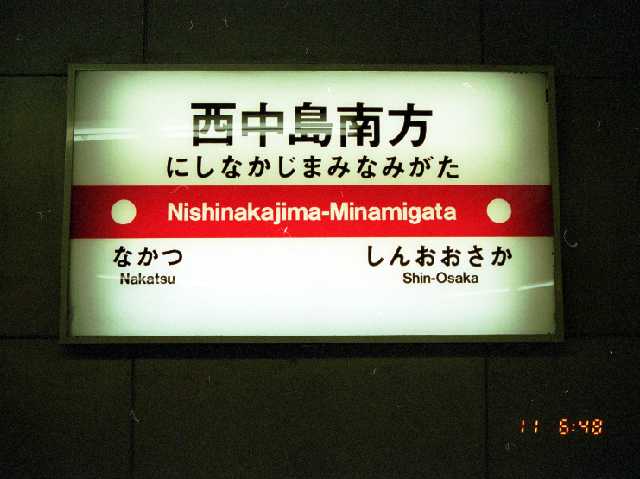 西中島南方
にしなかじまみなみがた
Nishinakajima-Minamigata
なかつ しんおおさか
Nakatsu Shin-Osaka
11 6:48